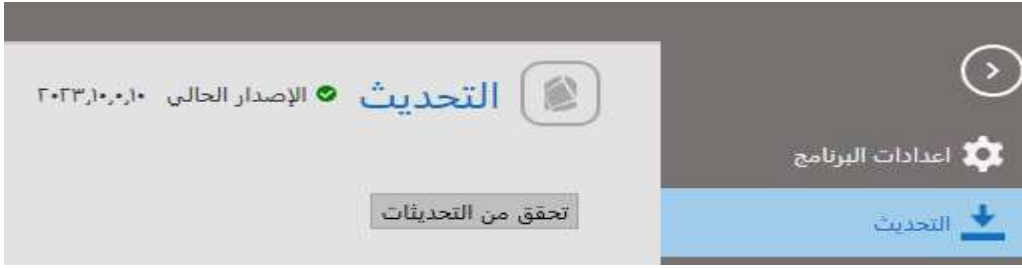 اعدادات البرنامج
التحديث
التحديث
الإصدار الحالي ٢٠٢٣,١٠,٠,١٠
تحقق من التحديثات